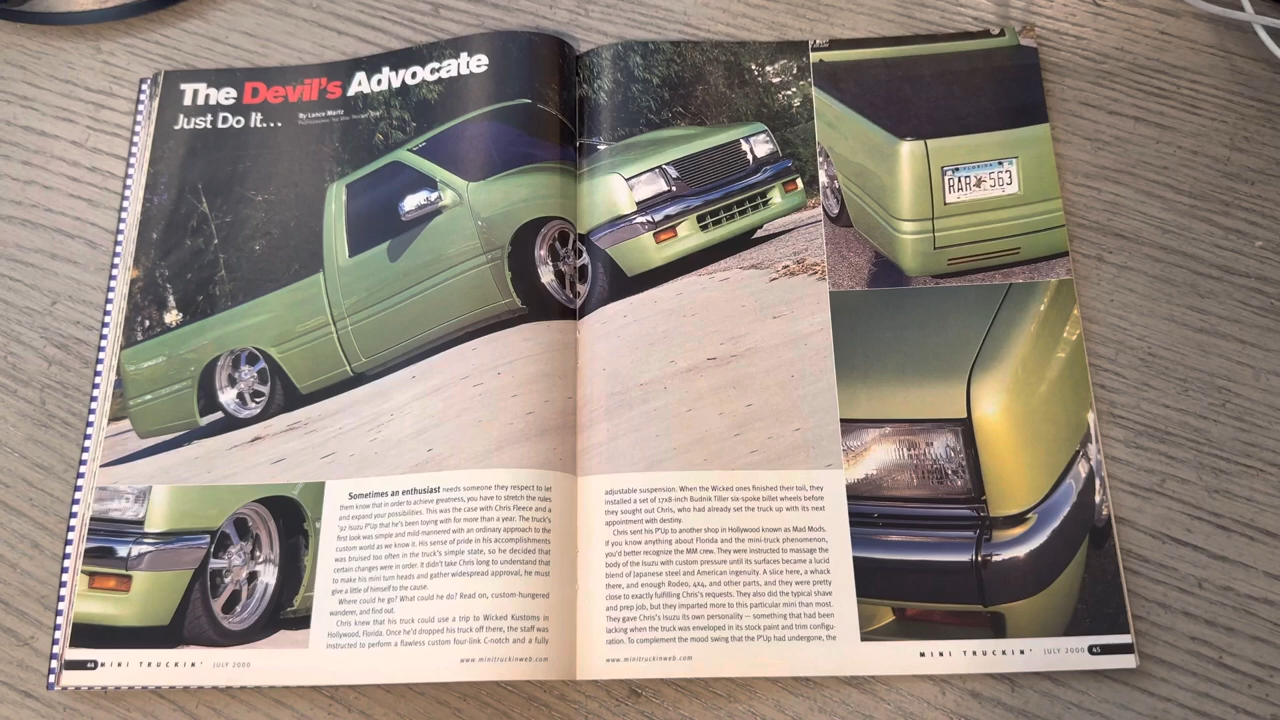 The Devil's Advocate
Just Do It...
By Lance Martz
FLORIDA
RAR 563
Sometimes an enthusiast needs someone they respect to let
them know that in order to achieve greatness, you have to stretch the rules
and expand your possibilities. This was the case with Chris Fleece and a
'92 Isuzu P'Up that he's been toying with for more than a year. The truck's
first look was simple and mild-mannered with an ordinary approach to the
custom world as we know it. His sense of pride in his accomplishments
was bruised too often in the truck's simple state, so he decided that
certain changes were in order. It didn't take Chris long to understand that
to make his mini turn heads and gather widespread approval, he must
give a little of himself to the cause.
Where could he go? What could he do? Read on, custom-hungered
wanderer, and find out.
Chris knew that his truck could use a trip to Wicked Kustoms in
Hollywood, Florida. Once he'd dropped his truck off there, the staff was
instructed to perform a flawless custom four-link C-notch and a fully
adjustable suspension. When the Wicked ones finished their toil, they
installed a set of 17x8-inch Budnik Tiller six-spoke billet wheels before
they sought out Chris, who had already set the truck up with its next
appointment with destiny.
Chris sent his P'Up to another shop in Hollywood known as Mad Mods.
If you know anything about Florida and the mini-truck phenomenon,
you'd better recognize the MM crew. They were instructed to massage the
body of the Isuzu with custom pressure until its surfaces became a lucid
blend of Japanese steel and American ingenuity. A slice here, a whack
there, and enough Rodeo, 4x4, and other parts, and they were pretty
close to exactly fulfilling Chris's requests. They also did the typical shave
and prep job, but they imparted more to this particular mini than most.
They gave Chris's Isuzu its own personality — something that had been
lacking when the truck was enveloped in its stock paint and trim configu-
ration. To complement the mood swing that the P'Up had undergone, the
44 MINI TRUCKIN' JULY 2000
www.minitruckinweb.com
www.minitruckinweb.com
MINI TRUCKIN' JULY 2000 45